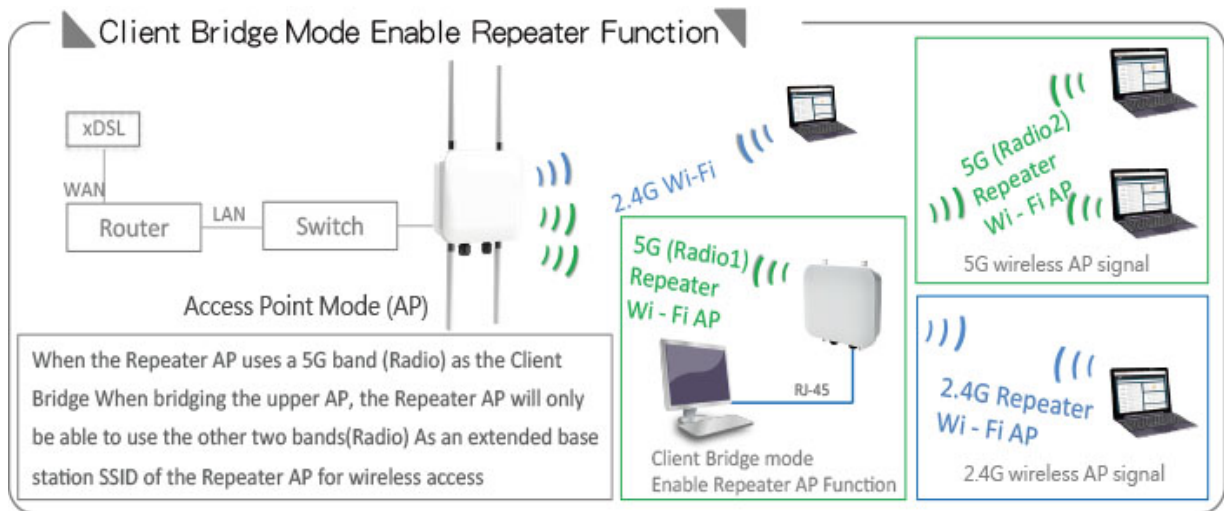 Client Bridge Mode Enable Repeater Function
xDSL
WAN
Router
LAN
Switch
Access Point Mode (AP)
2.4G Wi-Fi
5G (Radio1)
Repeater
Wi - Fi AP
RJ-45
Client Bridge mode
Enable Repeater AP Function
5G (Radio2)
Repeater
Wi - Fi AP
5G wireless AP signal
2.4G Repeater
Wi - Fi AP
2.4G wireless AP signal
When the Repeater AP uses a 5G band (Radio) as the Client
Bridge When bridging the upper AP, the Repeater AP will only
be able to use the other two bands(Radio) As an extended base
station SSID of the Repeater AP for wireless access